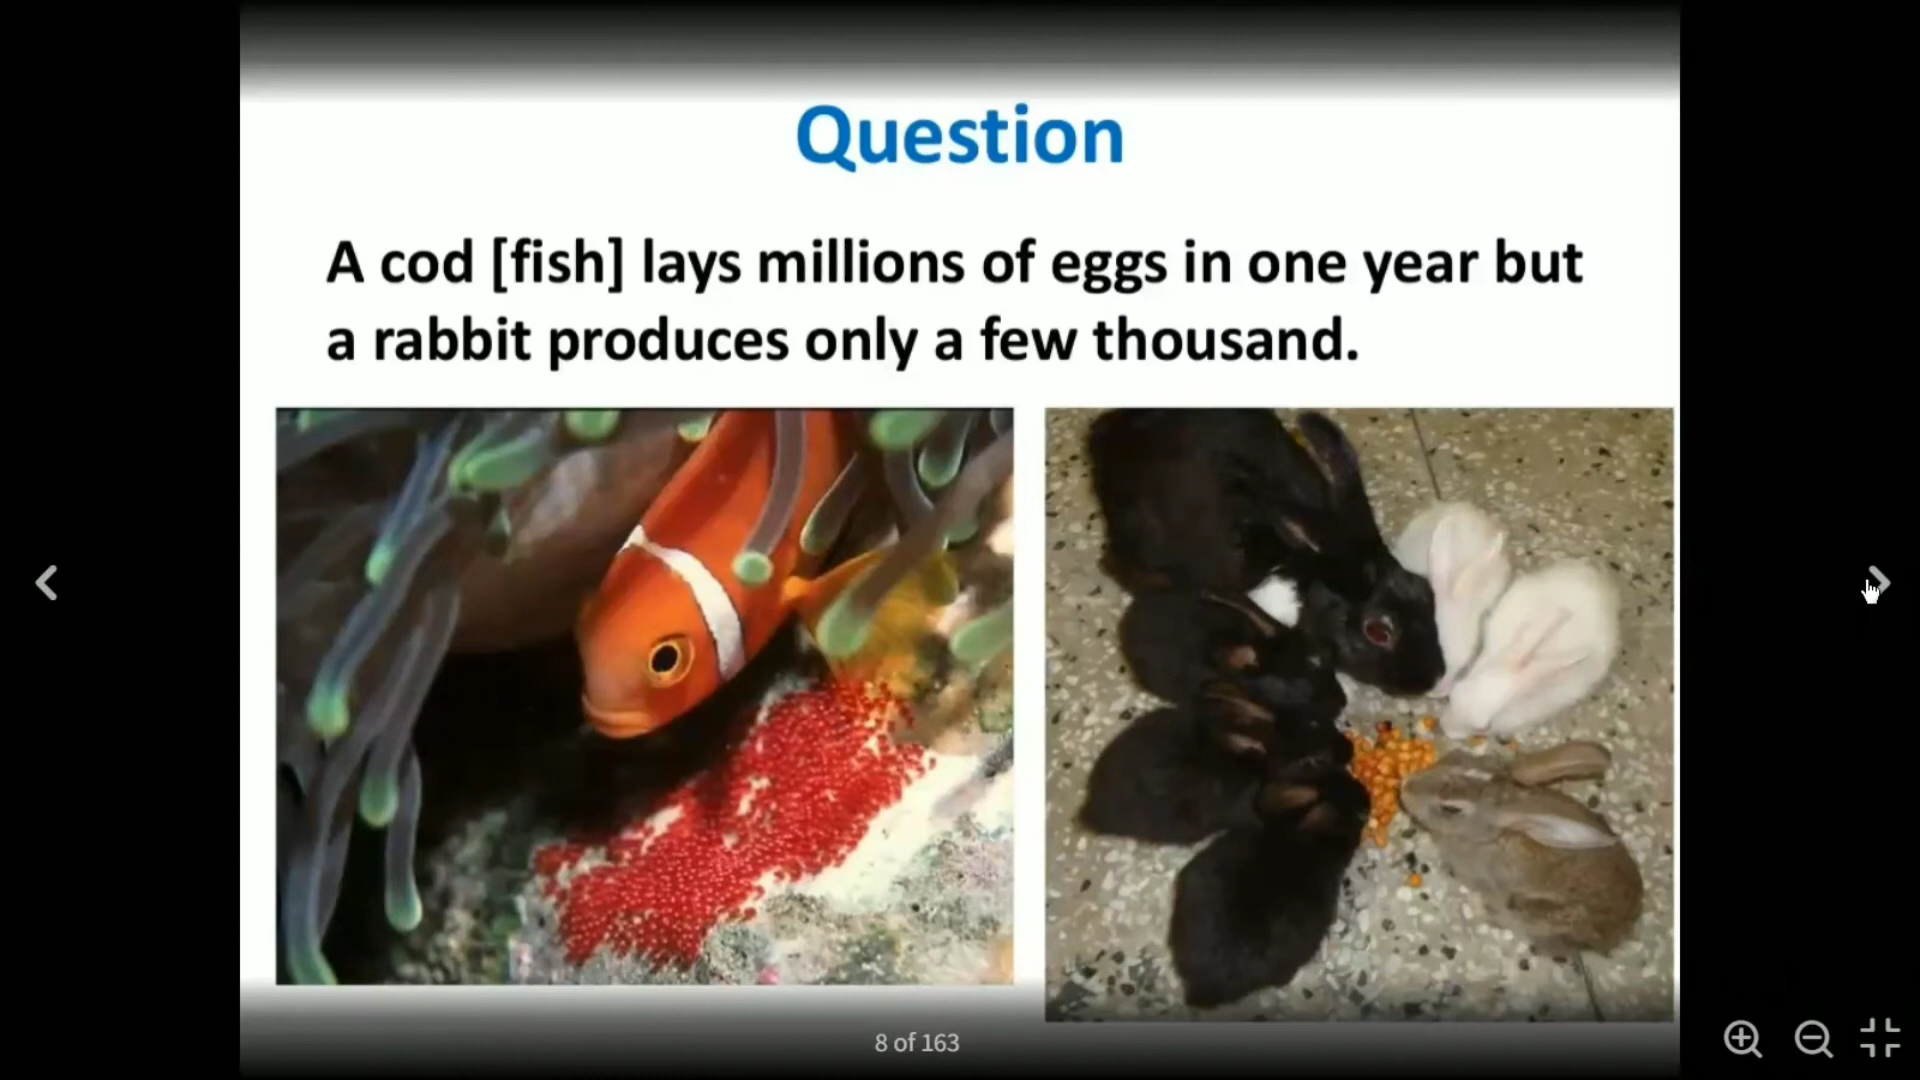 Question
A cod [fish] lays millions of eggs in one year but
a rabbit produces only a few thousand.
8 of 163